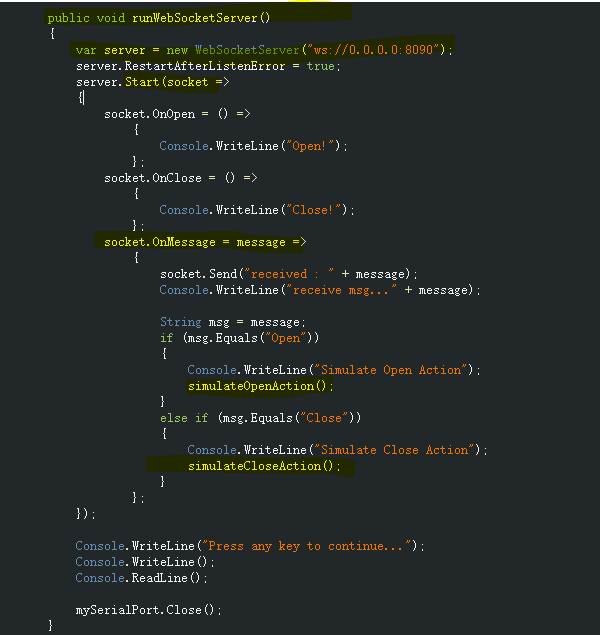 public void runWebSocketServer()
{
var server = new WebSocketServer("ws://0.0.0.0:8090");
server.RestartAfterListenError = true;
server.Start(socket =>
{
socket.OnOpen = () =>
{
Console.WriteLine("Open!");
};
socket.OnClose = () =>
{
Console.WriteLine("Close!");
};
socket.OnMessage = message =>
{
socket.Send("received : " + message);
Console.WriteLine("receive msg..." + message);
String msg = message;
if (msg.Equals("Open"))
{
Console.WriteLine("Simulate Open Action");
simulateOpenAction();
}
else if (msg.Equals("Close"))
{
Console.WriteLine("Simulate Close Action");
simulateCloseAction();
}
};
});
Console.WriteLine("Press any key to continue...");
Console.WriteLine();
Console.ReadLine();
mySerialPort.Close();
}